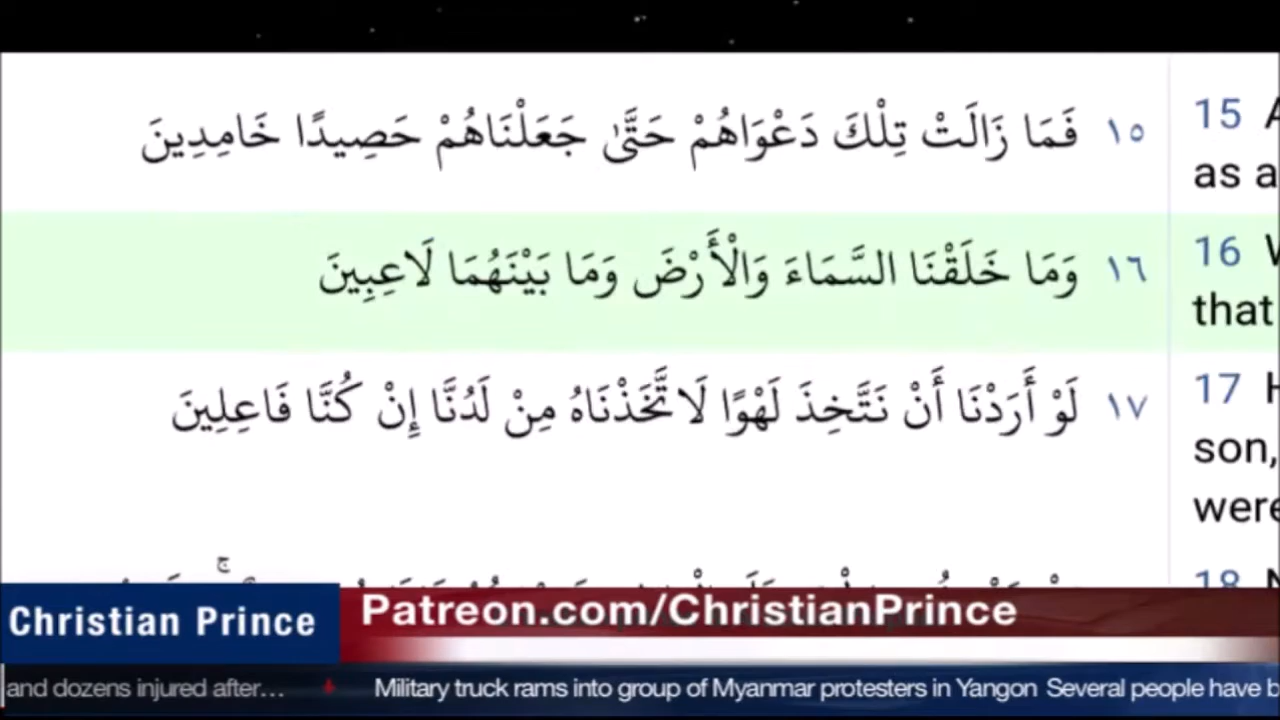 ١٥ فَمَا زَالَتْ تِلْكَ دَعْوَاهُمْ حَتَّىٰ جَعَلْنَاهُمْ حَصِيدًا خَامِدِينَ
15
as a
١٦ وَمَا خَلَقْنَا السَّمَاءَ وَالْأَرْضَ وَمَا بَيْنَهُمَا لَاعِبِينَ
16
that
١٧ لَوْ أَرَدْنَا أَنْ نَتَّخِذَ لَهْوًا لَاتَّخَذْنَاهُ مِنْ لَدُنَّا إِنْ كُنَّا فَاعِلِينَ
17
son,
were
18
Christian Prince
Patreon.com/ChristianPrince
and dozens injured after... Military truck rams into group of Myanmar protesters in Yangon Several people have b